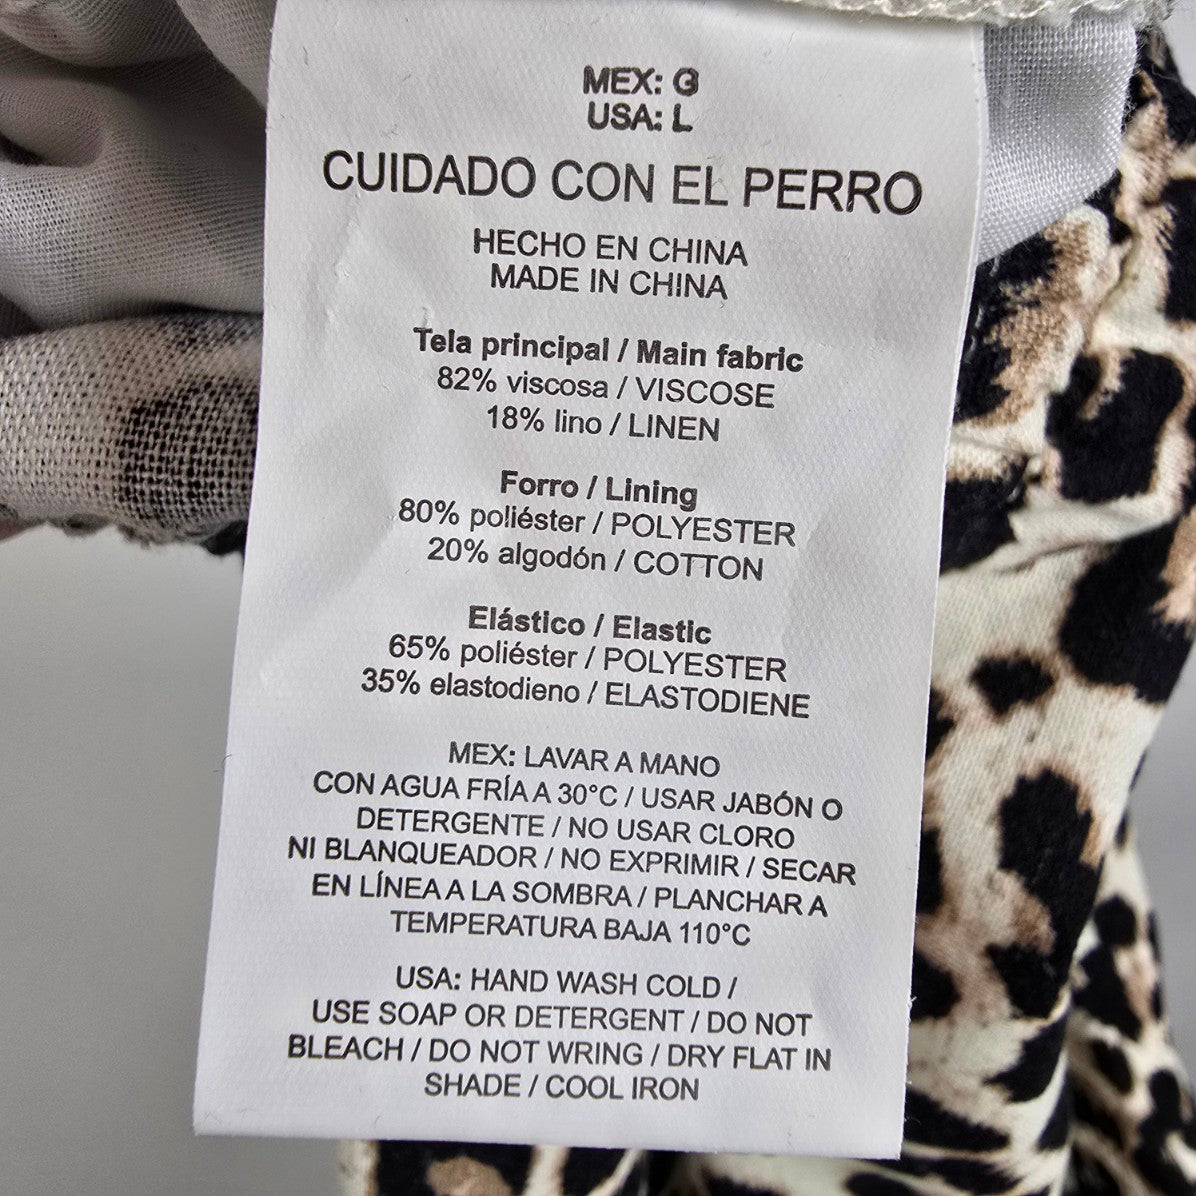 MEX: G
USA: L
CUIDADO CON EL PERRO
HECHO EN CHINA
MADE IN CHINA
Tela principal / Main fabric
82% viscosa / VISCOSE
18% lino / LINEN
Forro / Lining
80% poliéster / POLYESTER
20% algodón / COTTON
Elástico / Elastic
65% poliéster / POLYESTER
35% elastodieno / ELASTODIENE
MEX: LAVAR A MANO
CON AGUA FRÍA A 30°C / USAR JABÓN O
DETERGENTE / NO USAR CLORO
NI BLANQUEADOR / NO EXPRIMIR / SECAR
EN LÍNEA A LA SOMBRA / PLANCHAR A
TEMPERATURA BAJA 110°C
USA: HAND WASH COLD /
USE SOAP OR DETERGENT / DO NOT
BLEACH / DO NOT WRING / DRY FLAT IN
SHADE / COOL IRON